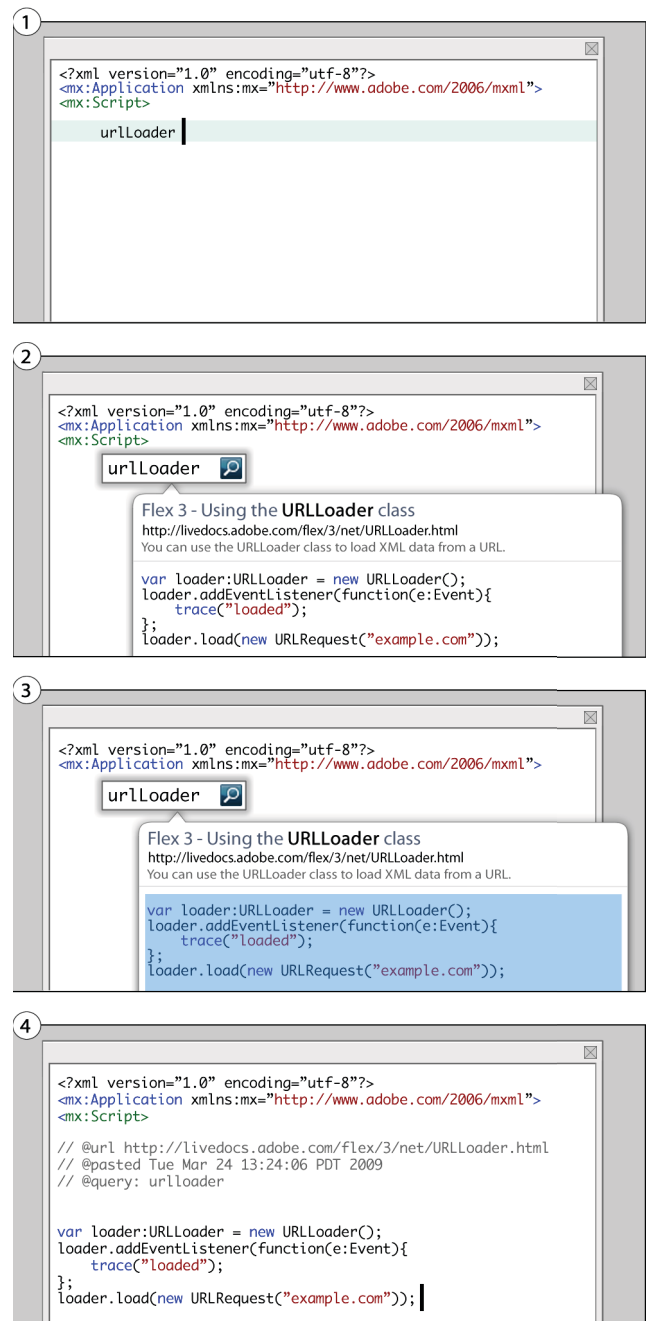 1
<?xml version="1.0" encoding="utf-8"?>
<mx:Application xmlns:mx="http://www.adobe.com/2006/mxml">
<mx:Script>
urlLoader
2
<?xml version="1.0" encoding="utf-8"?>
<mx:Application xmlns:mx="http://www.adobe.com/2006/mxml">
<mx:Script>
urlLoader
Flex 3 - Using the URLLoader class
http://livedocs.adobe.com/flex/3/net/URLLoader.html
You can use the URLLoader class to load XML data from a URL.
var loader:URLLoader = new URLLoader();
loader.addEventListener(function(e:Event){
trace("loaded");
};
loader.load(new URLRequest("example.com"));
3
<?xml version="1.0" encoding="utf-8"?>
<mx:Application xmlns:mx="http://www.adobe.com/2006/mxml">
urlLoader
Flex 3 - Using the URLLoader class
http://livedocs.adobe.com/flex/3/net/URLLoader.html
You can use the URLLoader class to load XML data from a URL.
var loader:URLLoader = new URLLoader();
loader.addEventListener(function(e:Event){
trace("loaded");
};
loader.load(new URLRequest("example.com"));
4
<?xml version="1.0" encoding="utf-8"?>
<mx:Application xmlns:mx="http://www.adobe.com/2006/mxml">
<mx:Script>
// @url http://livedocs.adobe.com/flex/3/net/URLLoader.html
// @pasted Tue Mar 24 13:24:06 PDT 2009
// @query: urlloader
var loader:URLLoader = new URLLoader();
loader.addEventListener(function(e:Event){
trace("loaded");
};
loader.load(new URLRequest("example.com"));